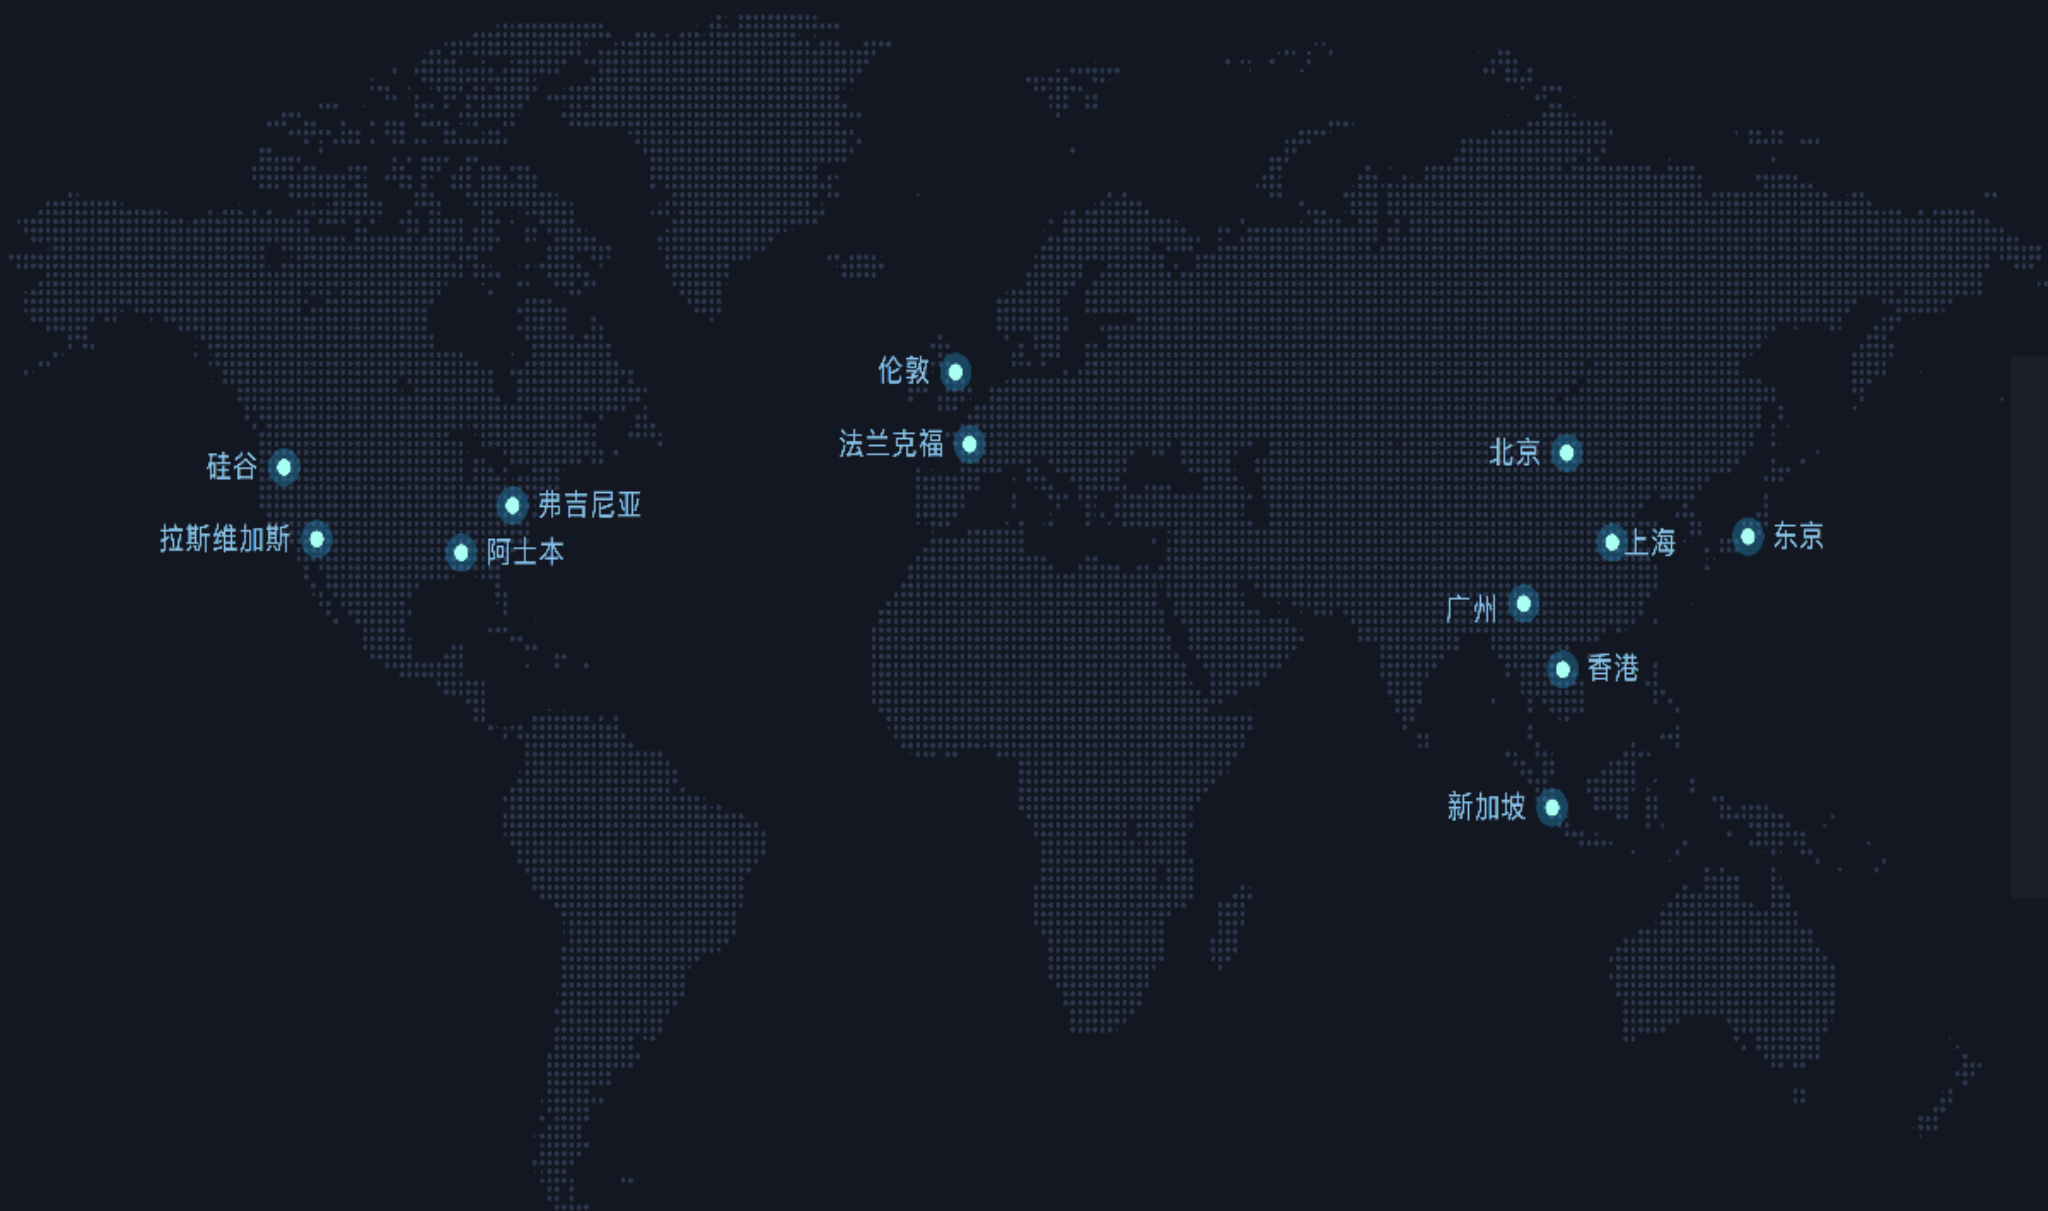 伦敦
法兰克福
北京
硅谷
弗吉尼亚
拉斯维加斯
阿士本
上海
东京
广州
香港
新加坡